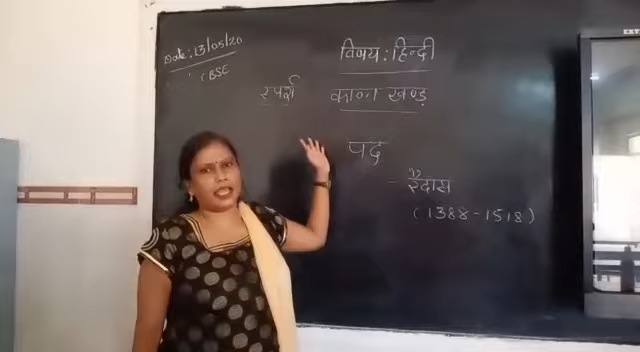 Date: 13/05/20
CBSE
विषय: हिन्दी
स्पर्श काव्य खण्ड
पद
- रैदास
(1388-1518)